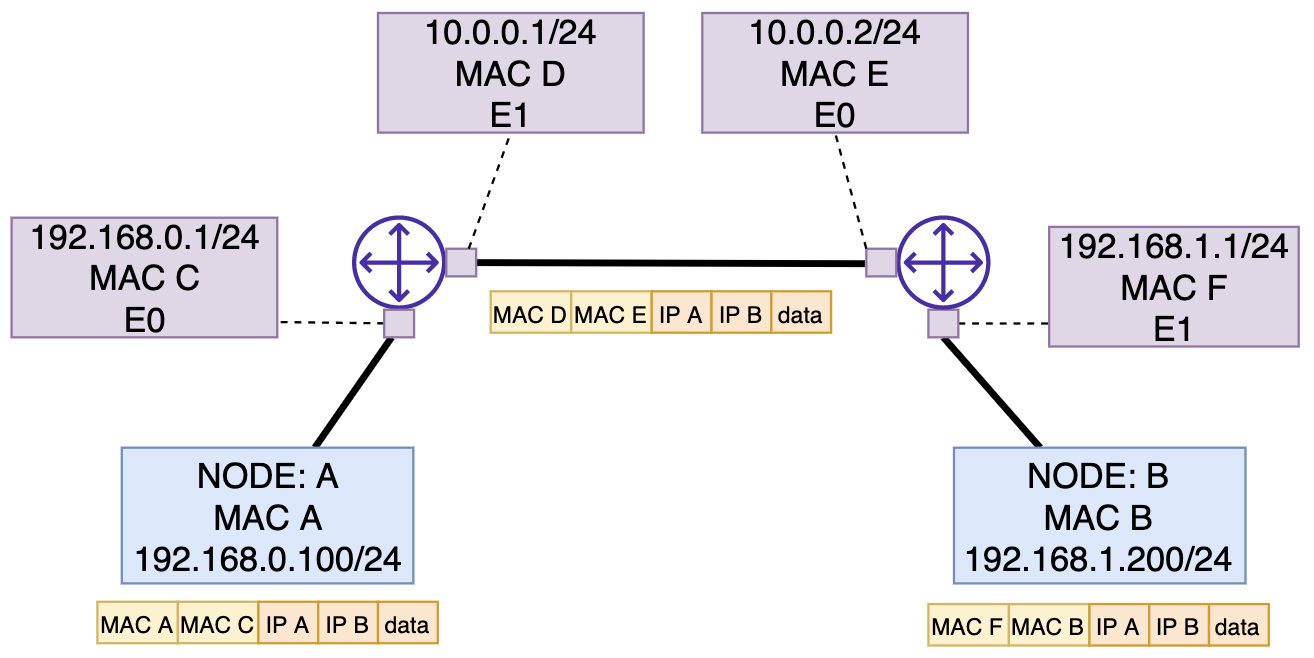 10.0.0.1/24
MAC D
E1
10.0.0.2/24
MAC E
E0
192.168.0.1/24
MAC C
E0
192.168.1.1/24
MAC F
E1
MAC D MAC E IP A IP B data
NODE: A
MAC A
192.168.0.100/24
NODE: B
MAC B
192.168.1.200/24
MAC A MAC C IP A IP B data
MAC F MAC B IP A IP B data